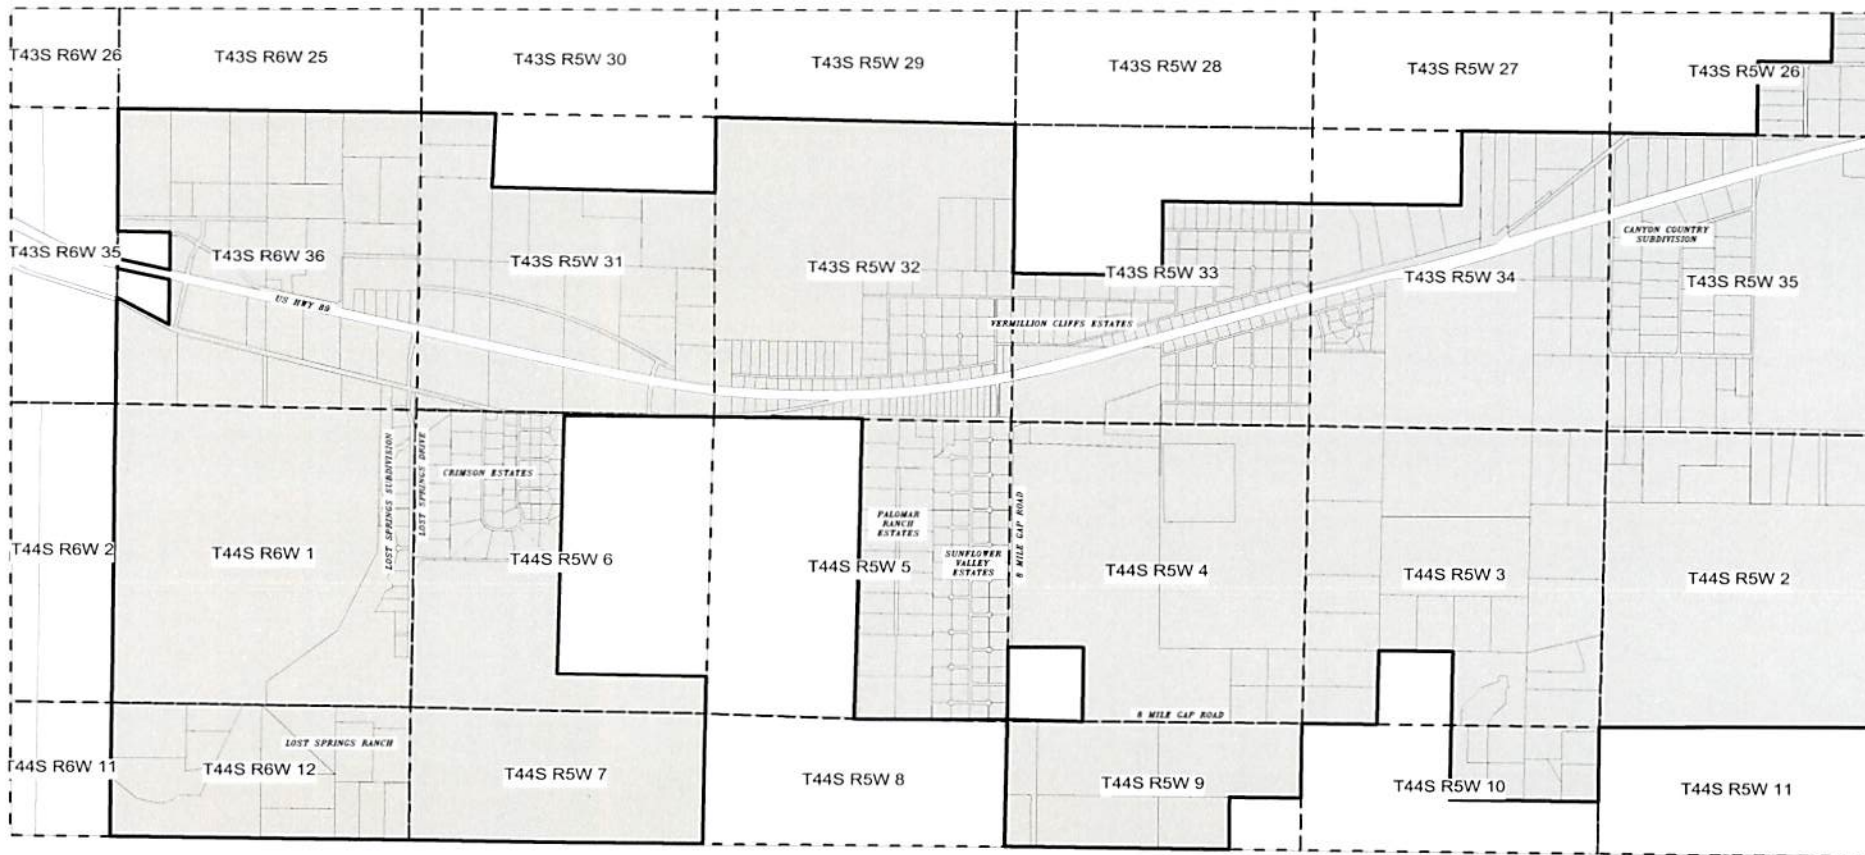 T43S R6W 26
T43S R6W 25
T43S R5W 30
T43S R5W 29
T43S R5W 28
T43S R5W 27
T43S R5W 26
T43S R6W 35
T43S R6W 36
US HWY 89
T43S R5W 31
T43S R5W 32
VERMILLION CLIFFS ESTATES
T43S R5W 33
T43S R5W 34
CANYON COUNTRY
SUBDIVISION
T43S R5W 35
T44S R6W 2
T44S R6W 1
LOST SPRINGS SUBDIVISION
LOST SPRINGS DRIVE
CRIMSON ESTATES
T44S R5W 6
T44S R5W 5
PALOMAR
RANCH
ESTATES
SUNFLOWER
VALLEY
ESTATES
8 MILE GAP ROAD
T44S R5W 4
T44S R5W 3
T44S R5W 2
8 MILE GAP ROAD
T44S R6W 11
LOST SPRINGS RANCH
T44S R6W 12
T44S R5W 7
T44S R5W 8
T44S R5W 9
T44S R5W 10
T44S R5W 11